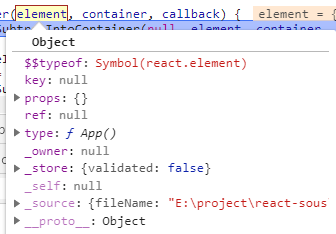 er(element, container, callback) {  element = {
Subtr  IntoContainer(null, element, container,
Object
$$typeof: Symbol(react.element)
key: null
▶ props: {}
ref: null
▶ type: ƒ App()
_owner: null
▶ _store: {validated: false}
_self: null
▶ _source: {fileName: "E:\project\react-sous
▶ __proto__: Object